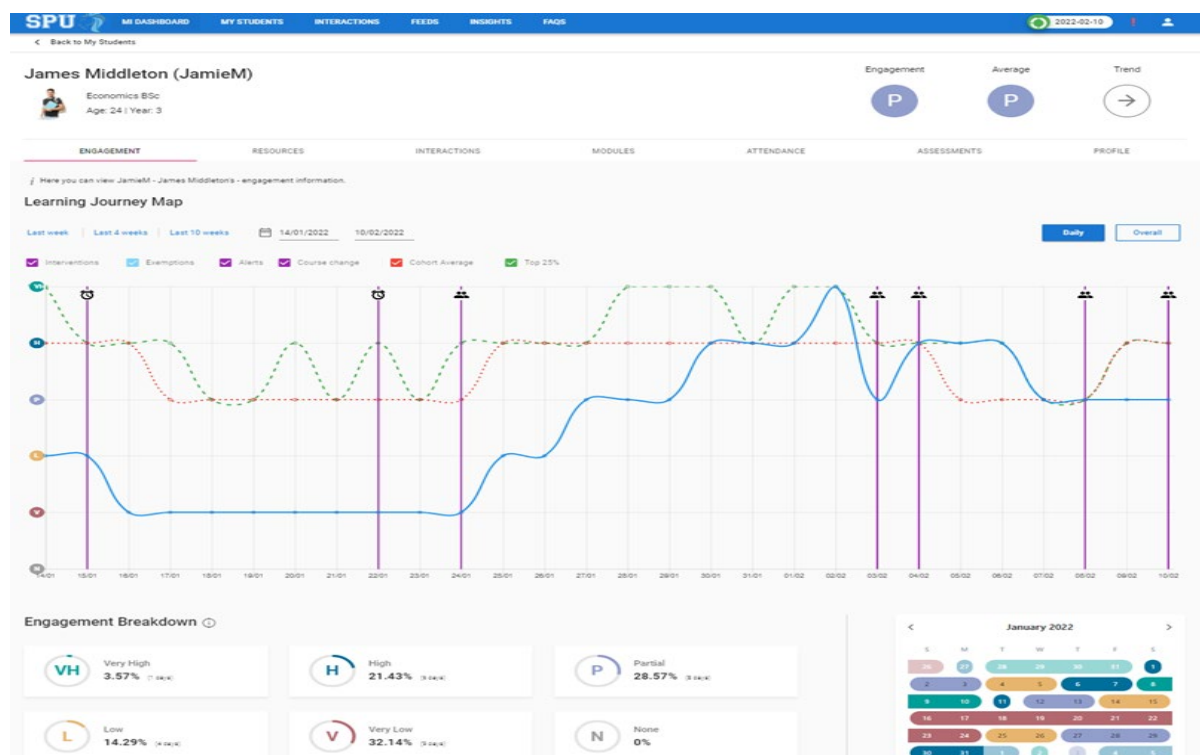 SPU MI DASHBOARD MY STUDENTS INTERACTIONS FEEDS INSIGHTS FAQS 2022-02-10
< Back to My Students
James Middleton (JamieM)
Economics BSc
Age: 24 | Year: 3
Engagement Average Trend
P P
ENGAGEMENT RESOURCES INTERACTIONS MODULES ATTENDANCE ASSESSMENTS PROFILE
i Here you can view JamieM - James Middleton's - engagement information.
Learning Journey Map
Last week | Last 4 weeks | Last 10 weeks 14/01/2022 10/02/2022 Daily Overall
Interventions Exemptions Alerts Course change Cohort Average Top 25%
VH
H
P
L
V
N
14/01 15/01 16/01 17/01 18/01 19/01 20/01 21/01 22/01 23/01 24/01 25/01 26/01 27/01 28/01 29/01 30/01 31/01 01/02 02/02 03/02 04/02 05/02 06/02 07/02 08/02 09/02 10/02
Engagement Breakdown
VH Very High
3.57%
H High
21.43%
P Partial
28.57%
L Low
14.29%
V Very Low
32.14%
N None
0%
< January 2022 >
S M T W T F S
26 27 28 29 30 31 1
2 3 4 5 6 7 8
9 10 11 12 13 14 15
16 17 18 19 20 21 22
23 24 25 26 27 28 29
30 31 1 2 3 4 5